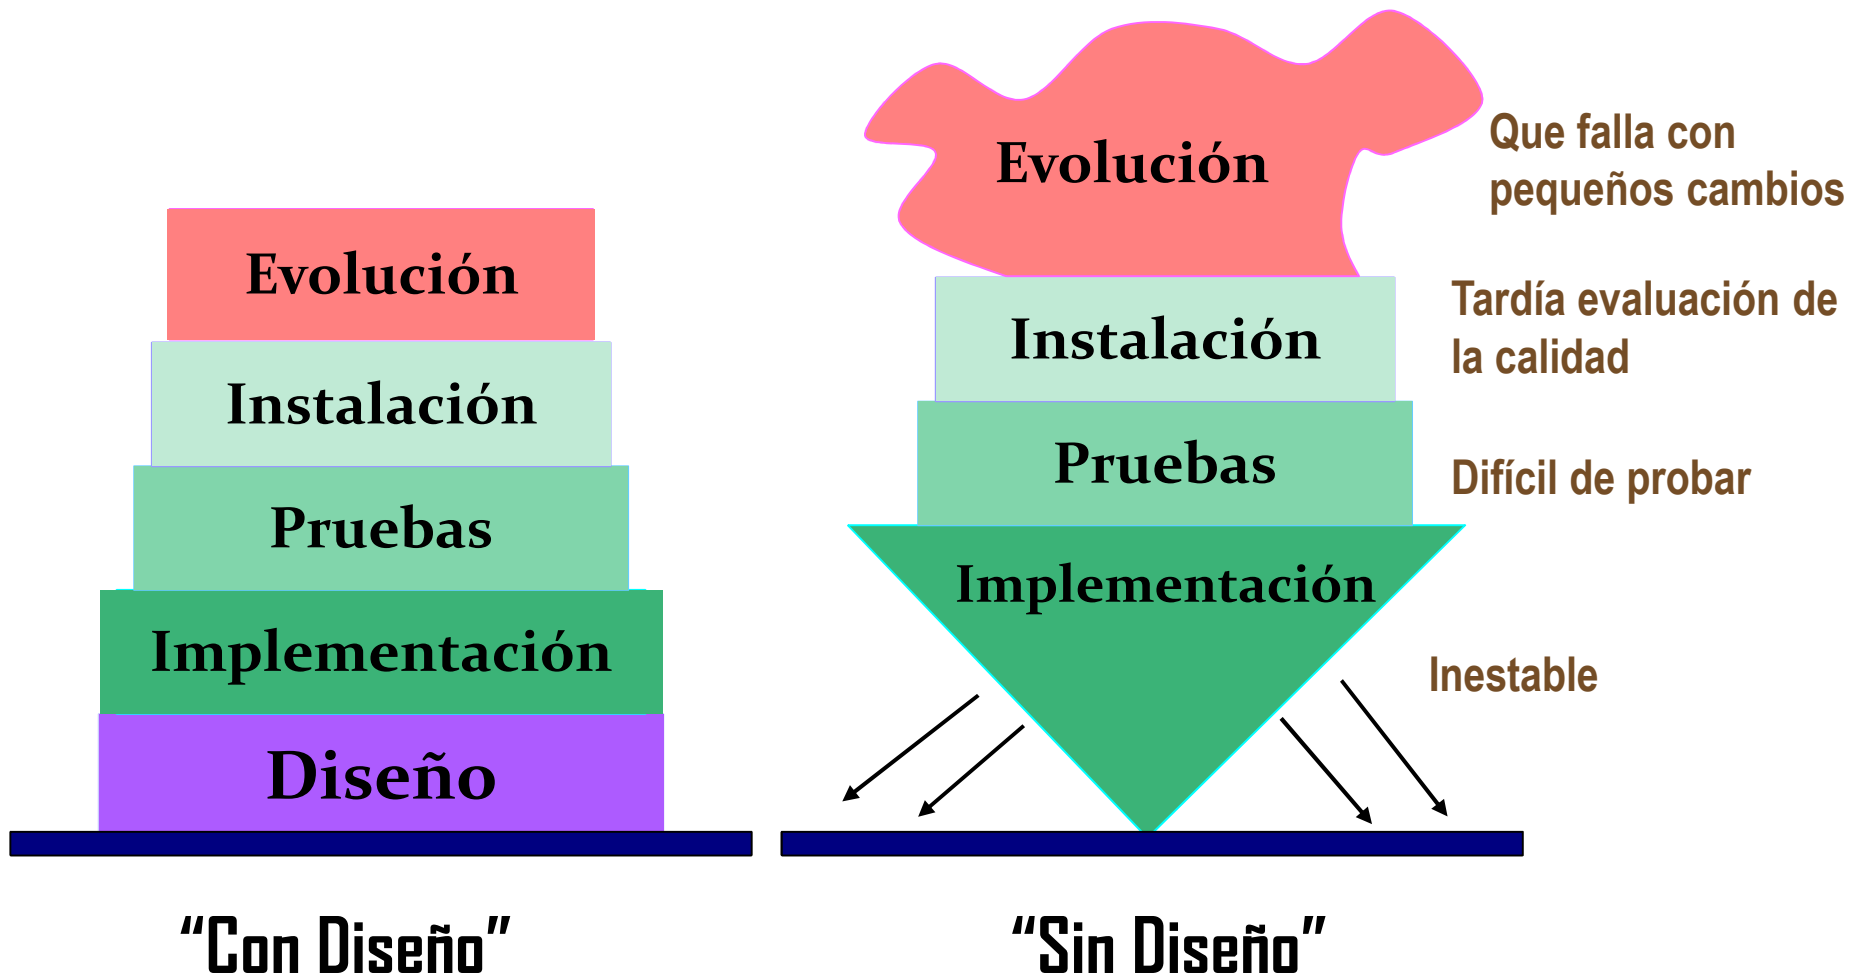 Evolución
Instalación
Pruebas
Implementación
Diseño
“Con Diseño”
Evolución
Que falla con
pequeños cambios
Instalación
Tardía evaluación de
la calidad
Pruebas
Difícil de probar
Implementación
Inestable
“Sin Diseño”